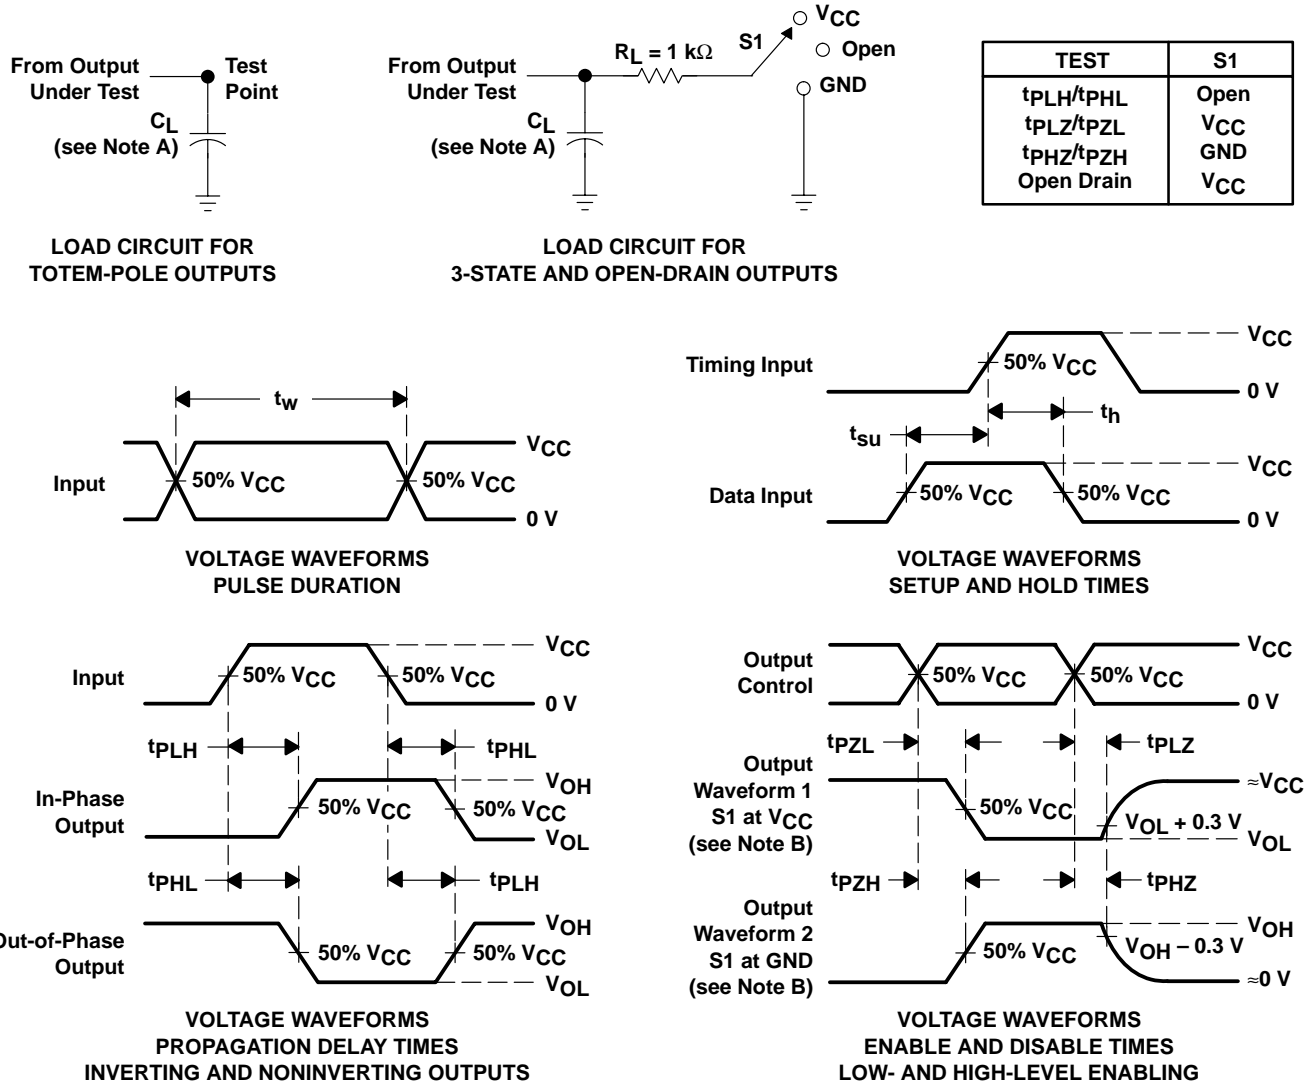 From Output
Under Test
Test
Point
CL
(see Note A)
LOAD CIRCUIT FOR
TOTEM-POLE OUTPUTS
From Output
Under Test
RL = 1 kΩ
S1
VCC
Open
GND
CL
(see Note A)
LOAD CIRCUIT FOR
3-STATE AND OPEN-DRAIN OUTPUTS
TEST S1
tPLH/tPHL Open
tPLZ/tPZL VCC
tPHZ/tPZH GND
Open Drain VCC
tw
Input
50% VCC
50% VCC
VCC
0 V
VOLTAGE WAVEFORMS
PULSE DURATION
Timing Input
50% VCC
VCC
0 V
th
tsu
Data Input
50% VCC
50% VCC
VCC
0 V
VOLTAGE WAVEFORMS
SETUP AND HOLD TIMES
Input
50% VCC
50% VCC
VCC
0 V
tPLH
tPHL
In-Phase
Output
50% VCC
50% VCC
VOH
VOL
tPHL
tPLH
Out-of-Phase
Output
50% VCC
50% VCC
VOH
VOL
VOLTAGE WAVEFORMS
PROPAGATION DELAY TIMES
INVERTING AND NONINVERTING OUTPUTS
Output
Control
50% VCC
50% VCC
VCC
0 V
tPZL
tPLZ
Output
Waveform 1
S1 at VCC
(see Note B)
50% VCC
≈VCC
VOL + 0.3 V
VOL
tPZH
tPHZ
Output
Waveform 2
S1 at GND
(see Note B)
50% VCC
VOH
VOH − 0.3 V
≈0 V
VOLTAGE WAVEFORMS
ENABLE AND DISABLE TIMES
LOW- AND HIGH-LEVEL ENABLING